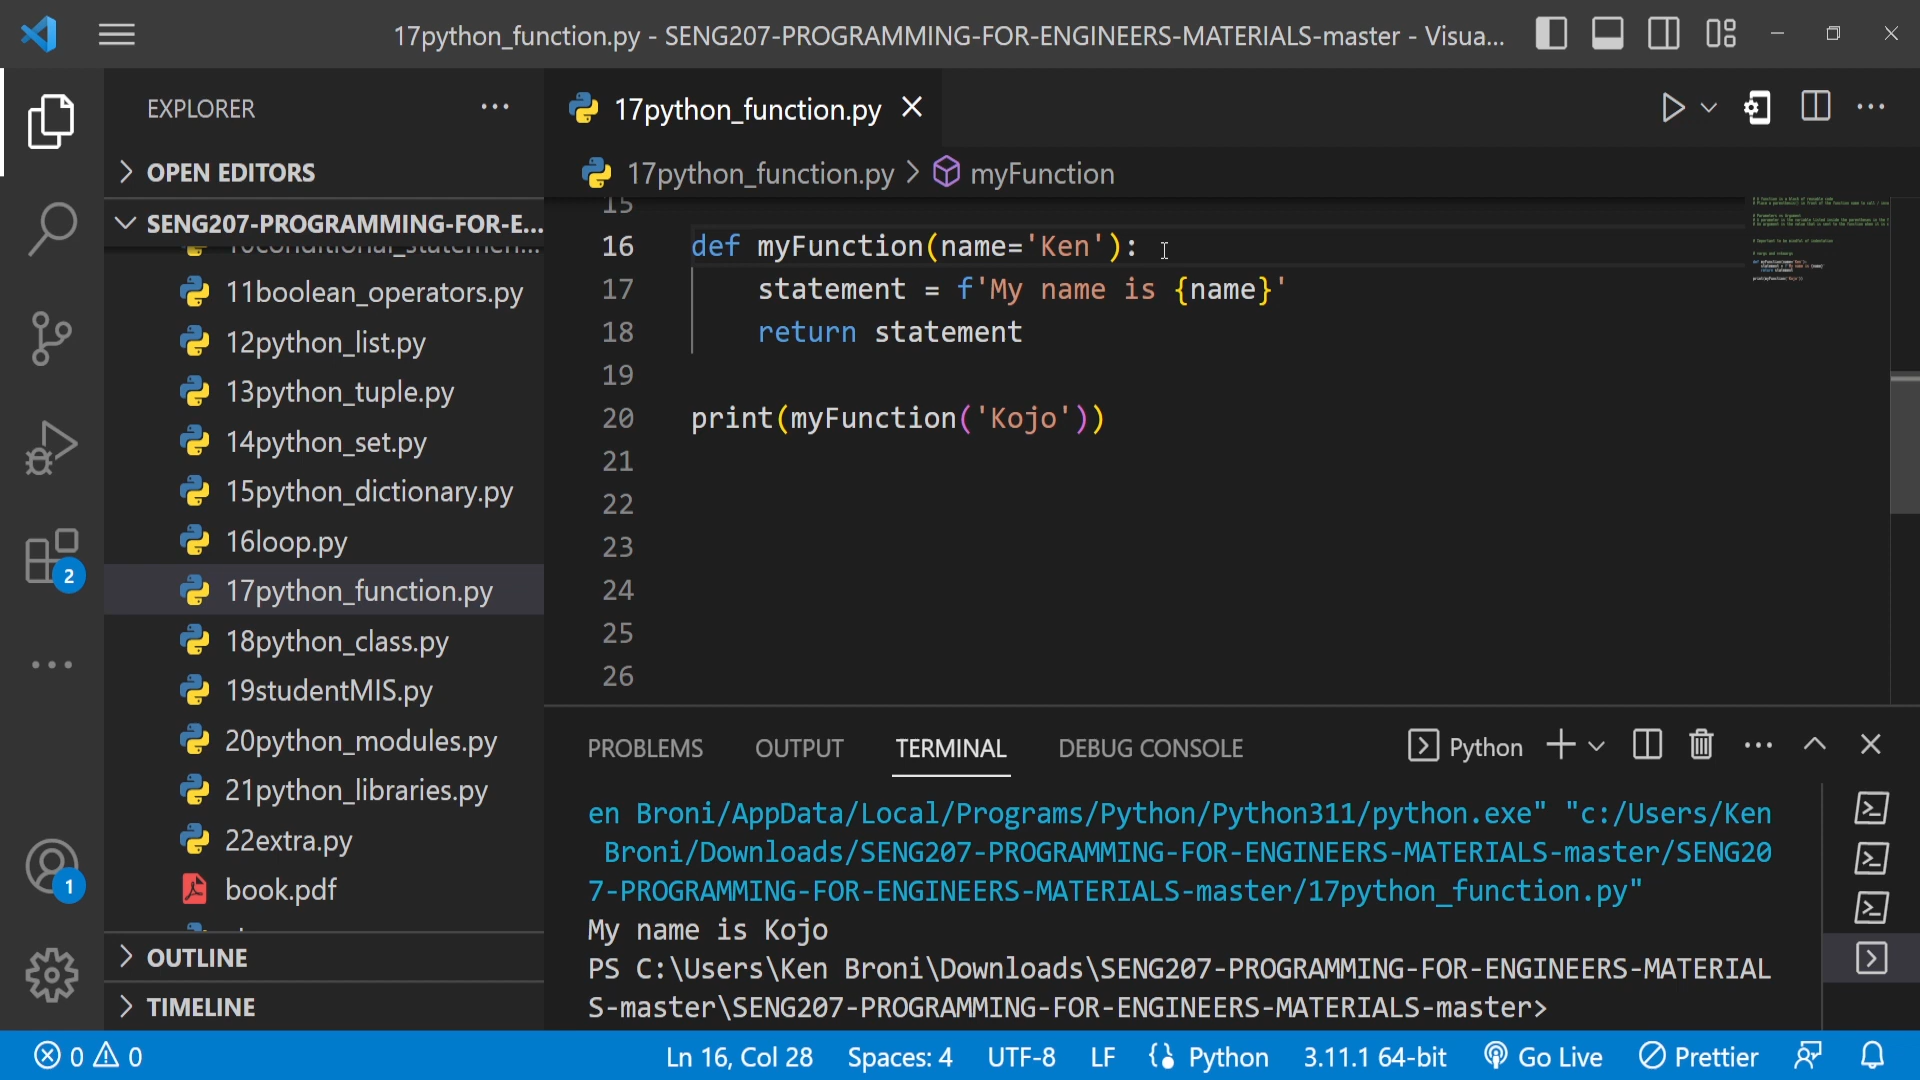 17python_function.py - SENG207-PROGRAMMING-FOR-ENGINEERS-MATERIALS-master - Visua...
EXPLORER
OPEN EDITORS
SENG207-PROGRAMMING-FOR-E...
10conditional_statemen...
11boolean_operators.py
12python_list.py
13python_tuple.py
14python_set.py
15python_dictionary.py
16loop.py
17python_function.py
18python_class.py
19studentMIS.py
20python_modules.py
21python_libraries.py
22extra.py
book.pdf
OUTLINE
TIMELINE
2
1
17python_function.py
17python_function.py > myFunction
15
16 def myFunction(name='Ken'):
17 statement = f'My name is {name}'
18 return statement
19
20 print(myFunction('Kojo'))
21
22
23
24
25
26
PROBLEMS OUTPUT TERMINAL DEBUG CONSOLE
Python
en Broni/AppData/Local/Programs/Python/Python311/python.exe" "c:/Users/Ken
Broni/Downloads/SENG207-PROGRAMMING-FOR-ENGINEERS-MATERIALS-master/SENG20
7-PROGRAMMING-FOR-ENGINEERS-MATERIALS-master/17python_function.py"
My name is Kojo
PS C:\Users\Ken Broni\Downloads\SENG207-PROGRAMMING-FOR-ENGINEERS-MATERIAL
S-master\SENG207-PROGRAMMING-FOR-ENGINEERS-MATERIALS-master>
0 0 Ln 16, Col 28 Spaces: 4 UTF-8 LF Python 3.11.1 64-bit Go Live Prettier